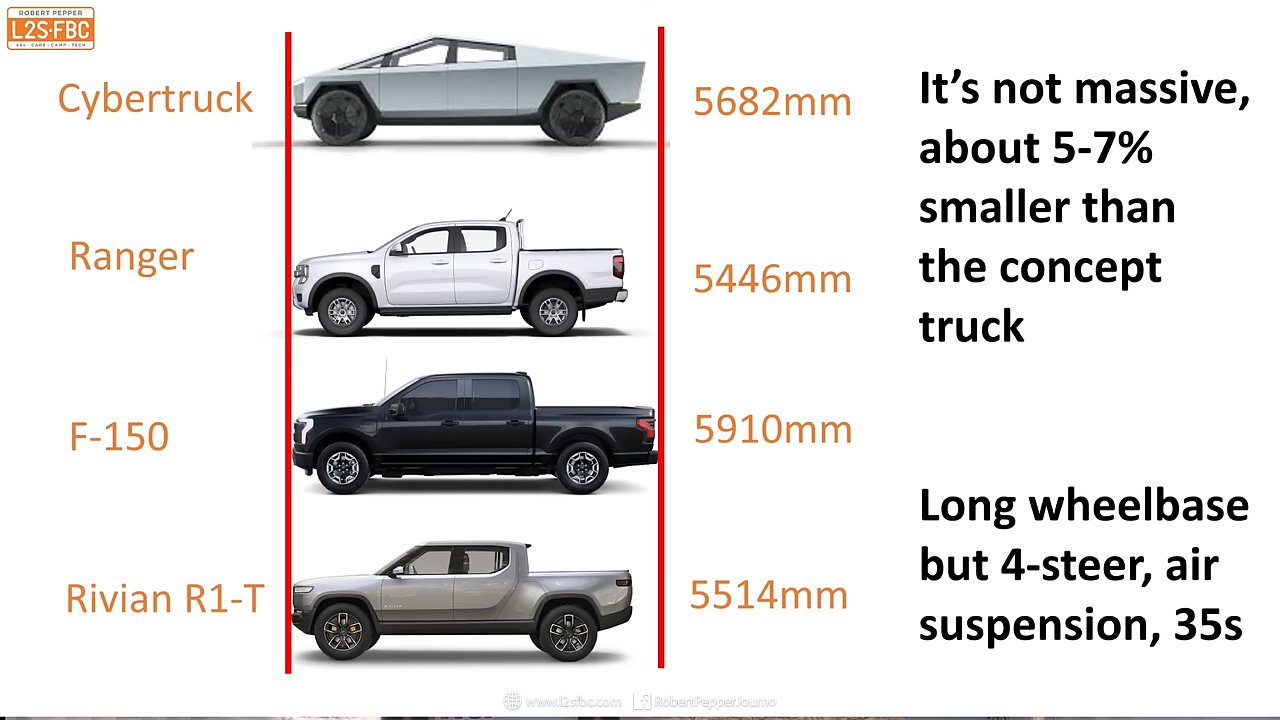 ROBERT PEPPER
L2S-FBC
4X4 - CARS - CAMP - TECH
Cybertruck
5682mm
Ranger
5446mm
F-150
5910mm
Rivian R1-T
5514mm
It's not massive,
about 5-7%
smaller than
the concept
truck
Long wheelbase
but 4-steer, air
suspension, 35s
www.l2sfbc.com
RobertPepperJourno